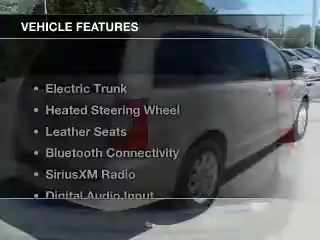 VEHICLE FEATURES
• Electric Trunk
• Heated Steering Wheel
• Leather Seats
• Bluetooth Connectivity
• SiriusXM Radio
• Digital Audio Input